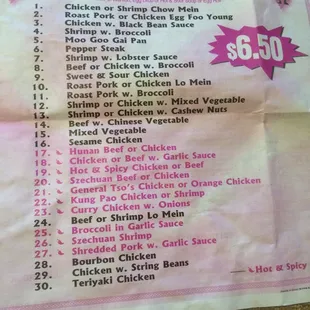 1. Chicken or Shrimp Chow Mein
2. Roast Pork or Chicken Egg Foo Young
3. Chicken w. Black Bean Sauce
4. Shrimp w. Broccoli
5. Moo Goo Gai Pan
6. Pepper Steak
7. Shrimp w. Lobster Sauce
8. Beef or Chicken w. Broccoli
9. Sweet & Sour Chicken
10. Roast Pork or Chicken Lo Mein
11. Roast Pork w. Broccoli
12. Shrimp or Chicken w. Mixed Vegetable
13. Shrimp or Chicken w. Cashew Nuts
14. Beef w. Chinese Vegetable
15. Mixed Vegetable
16. Sesame Chicken
17. Hunan Beef or Chicken
18. Chicken or Beef w. Garlic Sauce
19. Hot & Spicy Chicken or Beef
20. Szechuan Beef or Chicken
21. General Tso's Chicken or Orange Chicken
22. Kung Pao Chicken or Shrimp
23. Curry Chicken w. Onions
24. Beef or Shrimp Lo Mein
25. Broccoli in Garlic Sauce
26. Szechuan Shrimp
27. Shredded Pork w. Garlic Sauce
28. Bourbon Chicken
29. Chicken w. String Beans
30. Teriyaki Chicken
$6.50
Hot & Spicy